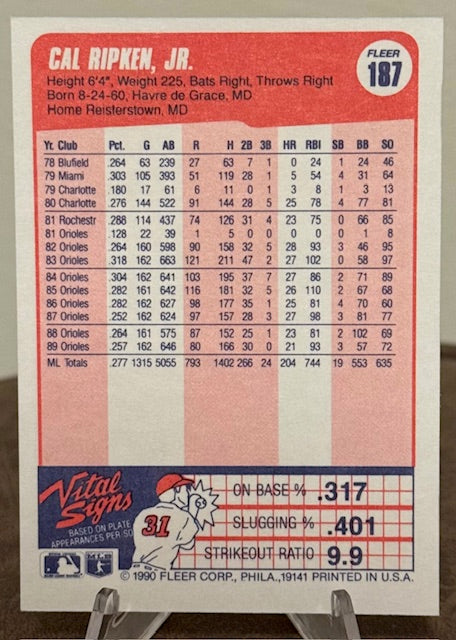 CAL RIPKEN, JR.
FLEER
187
Height 6'4", Weight 225, Bats Right, Throws Right
Born 8-24-60, Havre de Grace, MD
Home Reisterstown, MD
Yr. Club Pct. G AB R H 2B 3B HR RBI SB BB SO
78 Bluefield .264 63 239 27 63 7 1 0 24 1 24 46
79 Miami .303 105 393 51 119 28 1 5 54 4 31 64
79 Charlotte .180 17 61 6 11 0 1 3 8 1 3 13
80 Charlotte .276 144 522 91 144 28 5 25 78 4 77 81
81 Rochestr .288 114 437 74 126 31 4 23 75 0 66 85
81 Orioles .128 22 39 1 5 0 0 0 0 0 1 8
82 Orioles .264 160 598 90 158 32 5 28 93 3 46 95
83 Orioles .318 162 663 121 211 47 2 27 102 0 58 97
84 Orioles .304 162 641 103 195 37 7 27 86 2 71 89
85 Orioles .282 161 642 116 181 32 5 26 110 2 67 68
86 Orioles .282 162 627 98 177 35 1 25 81 4 70 60
87 Orioles .252 162 624 97 157 28 3 27 98 3 81 77
88 Orioles .264 161 575 87 152 25 1 23 81 2 102 69
89 Orioles .257 162 646 80 166 30 0 21 93 3 57 72
ML Totals .277 1315 5055 793 1402 266 24 204 744 19 553 635
Vital Signs
BASED ON PLATE
APPEARANCES PER SO
31
ON BASE % .317
SLUGGING % .401
STRIKEOUT RATIO 9.9
© 1990 FLEER CORP., PHILA., 19141 PRINTED IN U.S.A.